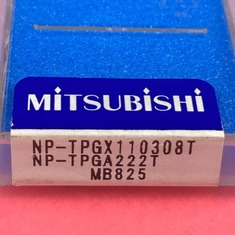 MITSUBISHI
NP-TPGX110308T
NP-TPGA222T
MB825